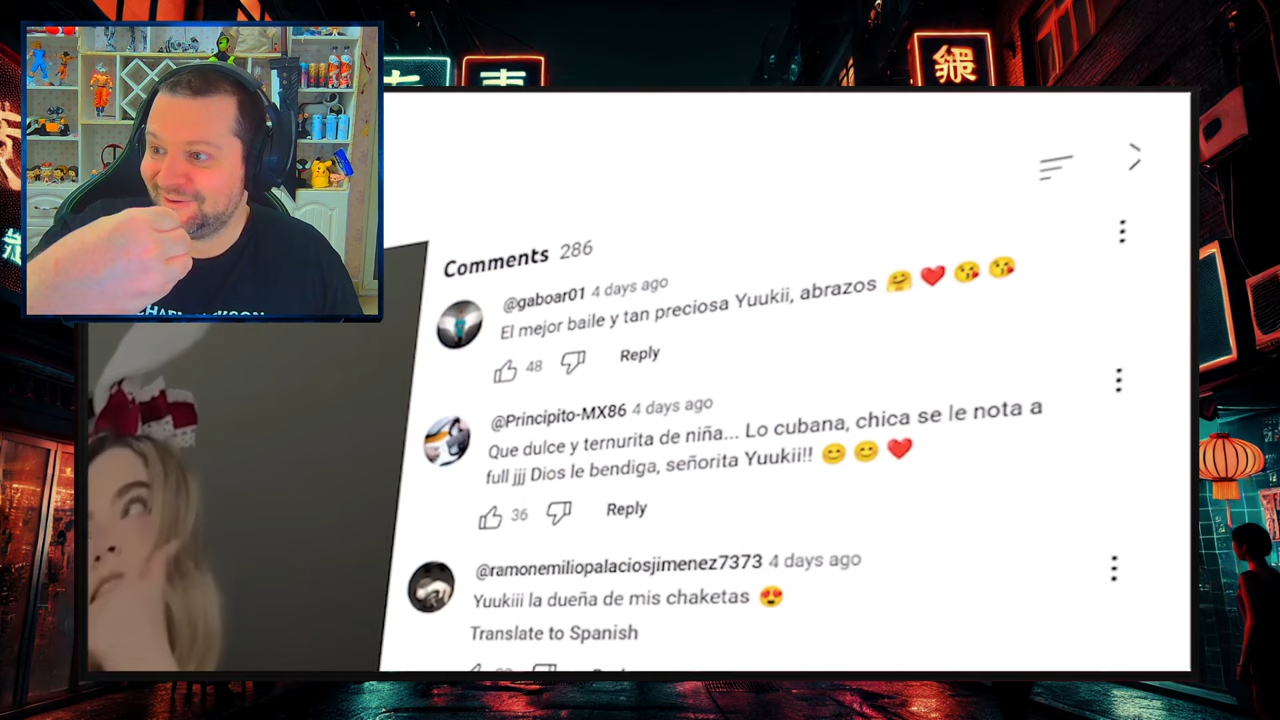 東
Comments 286
@gaboar01 4 days ago
El mejor baile y tan preciosa Yuukii, abrazos 🤗 ❤️ 😘 😘
48 Reply
@Principito-MX86 4 days ago
Que dulce y ternurita de niña... Lo cubana, chica se le nota a
full jjj Dios le bendiga, señorita Yuukii!! 😊 😊 ❤️
36 Reply
@ramonemiliopalaciosjimenez7373 4 days ago
Yuukiii la dueña de mis chaketas 😍
Translate to Spanish